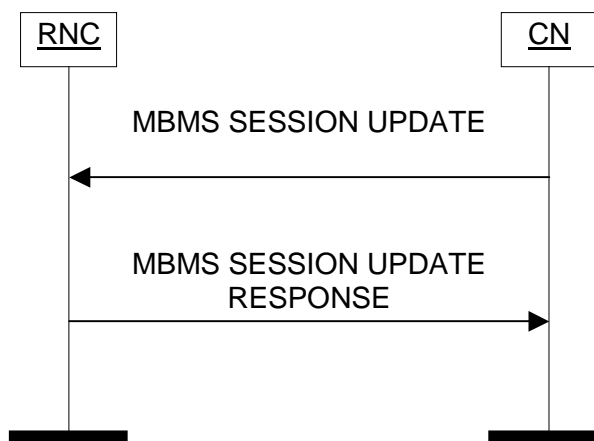 RNC
CN
MBMS SESSION UPDATE
MBMS SESSION UPDATE
RESPONSE